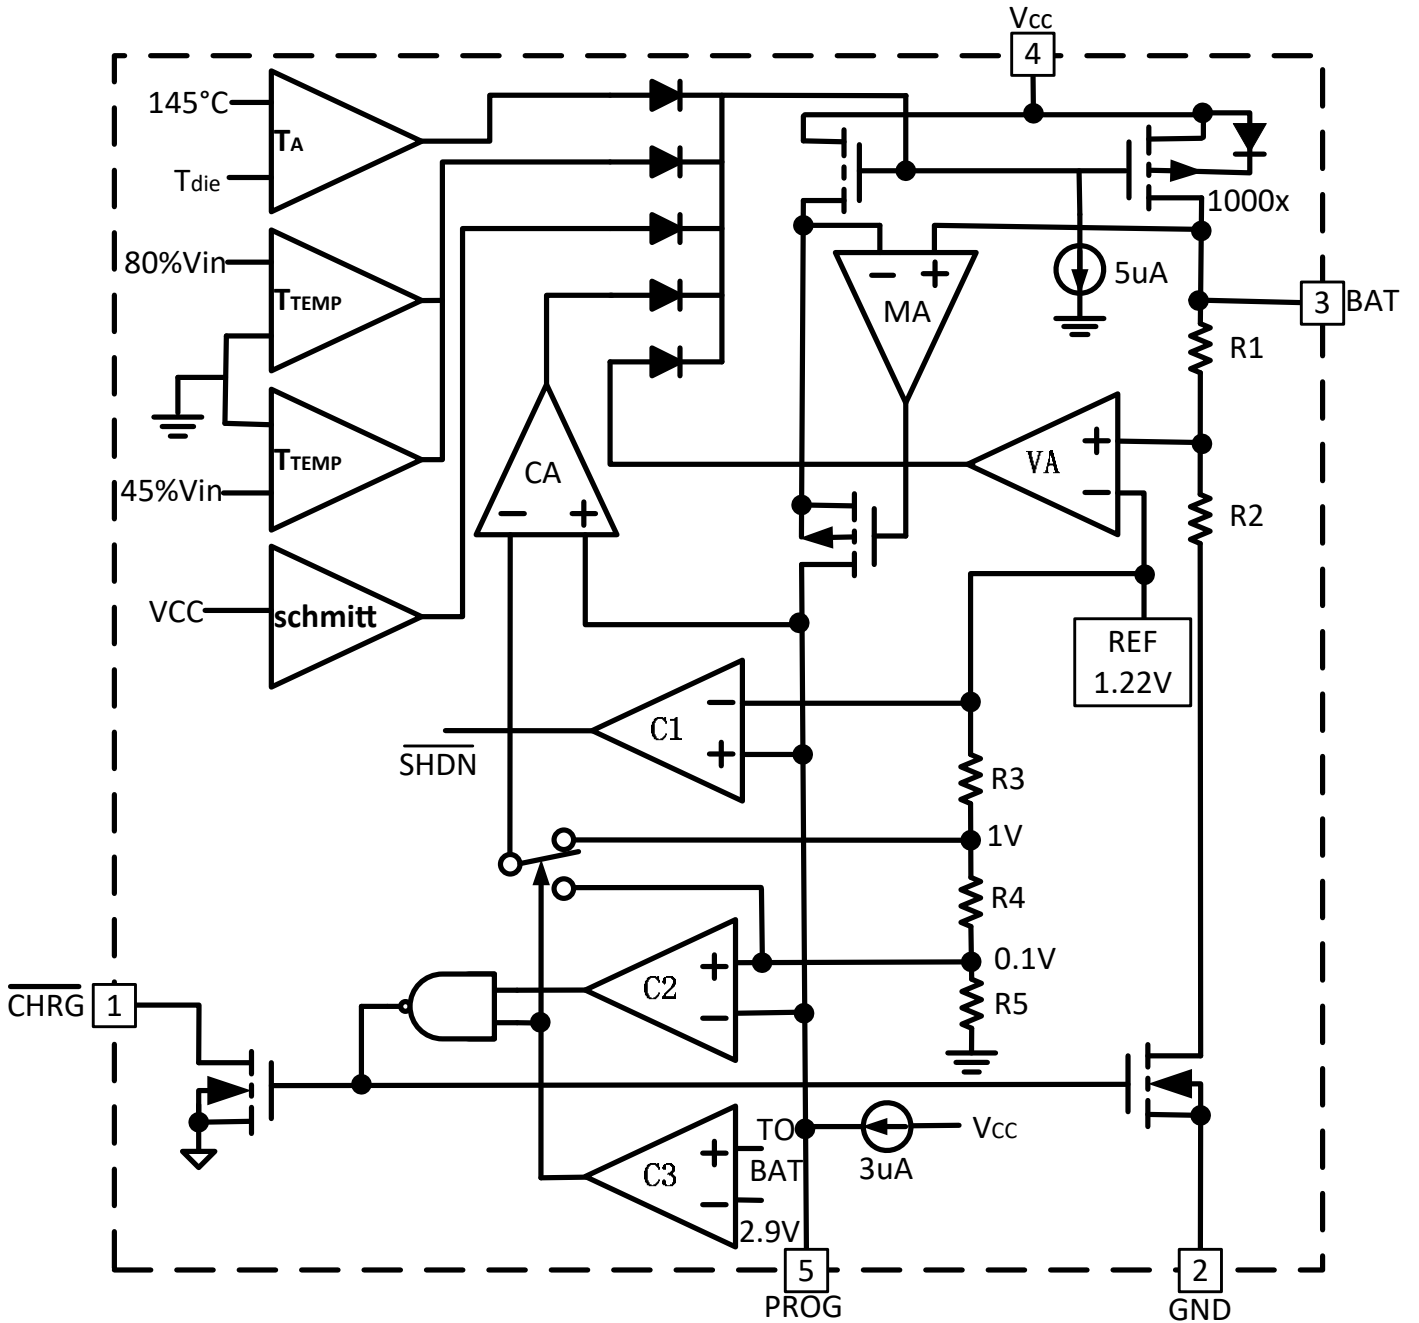 Vcc
4
145°C
TA
Tdie
1000x
80%Vin
TTEMP
5uA
3 BAT
MA
R1
TTEMP
CA
VA
45%Vin
R2
VCC
schmitt
REF
1.22V
C1
SHDN
R3
1V
R4
0.1V
CHRG 1
C2
R5
TO
BAT
Vcc
3uA
C3
2.9V
5
PROG
2
GND